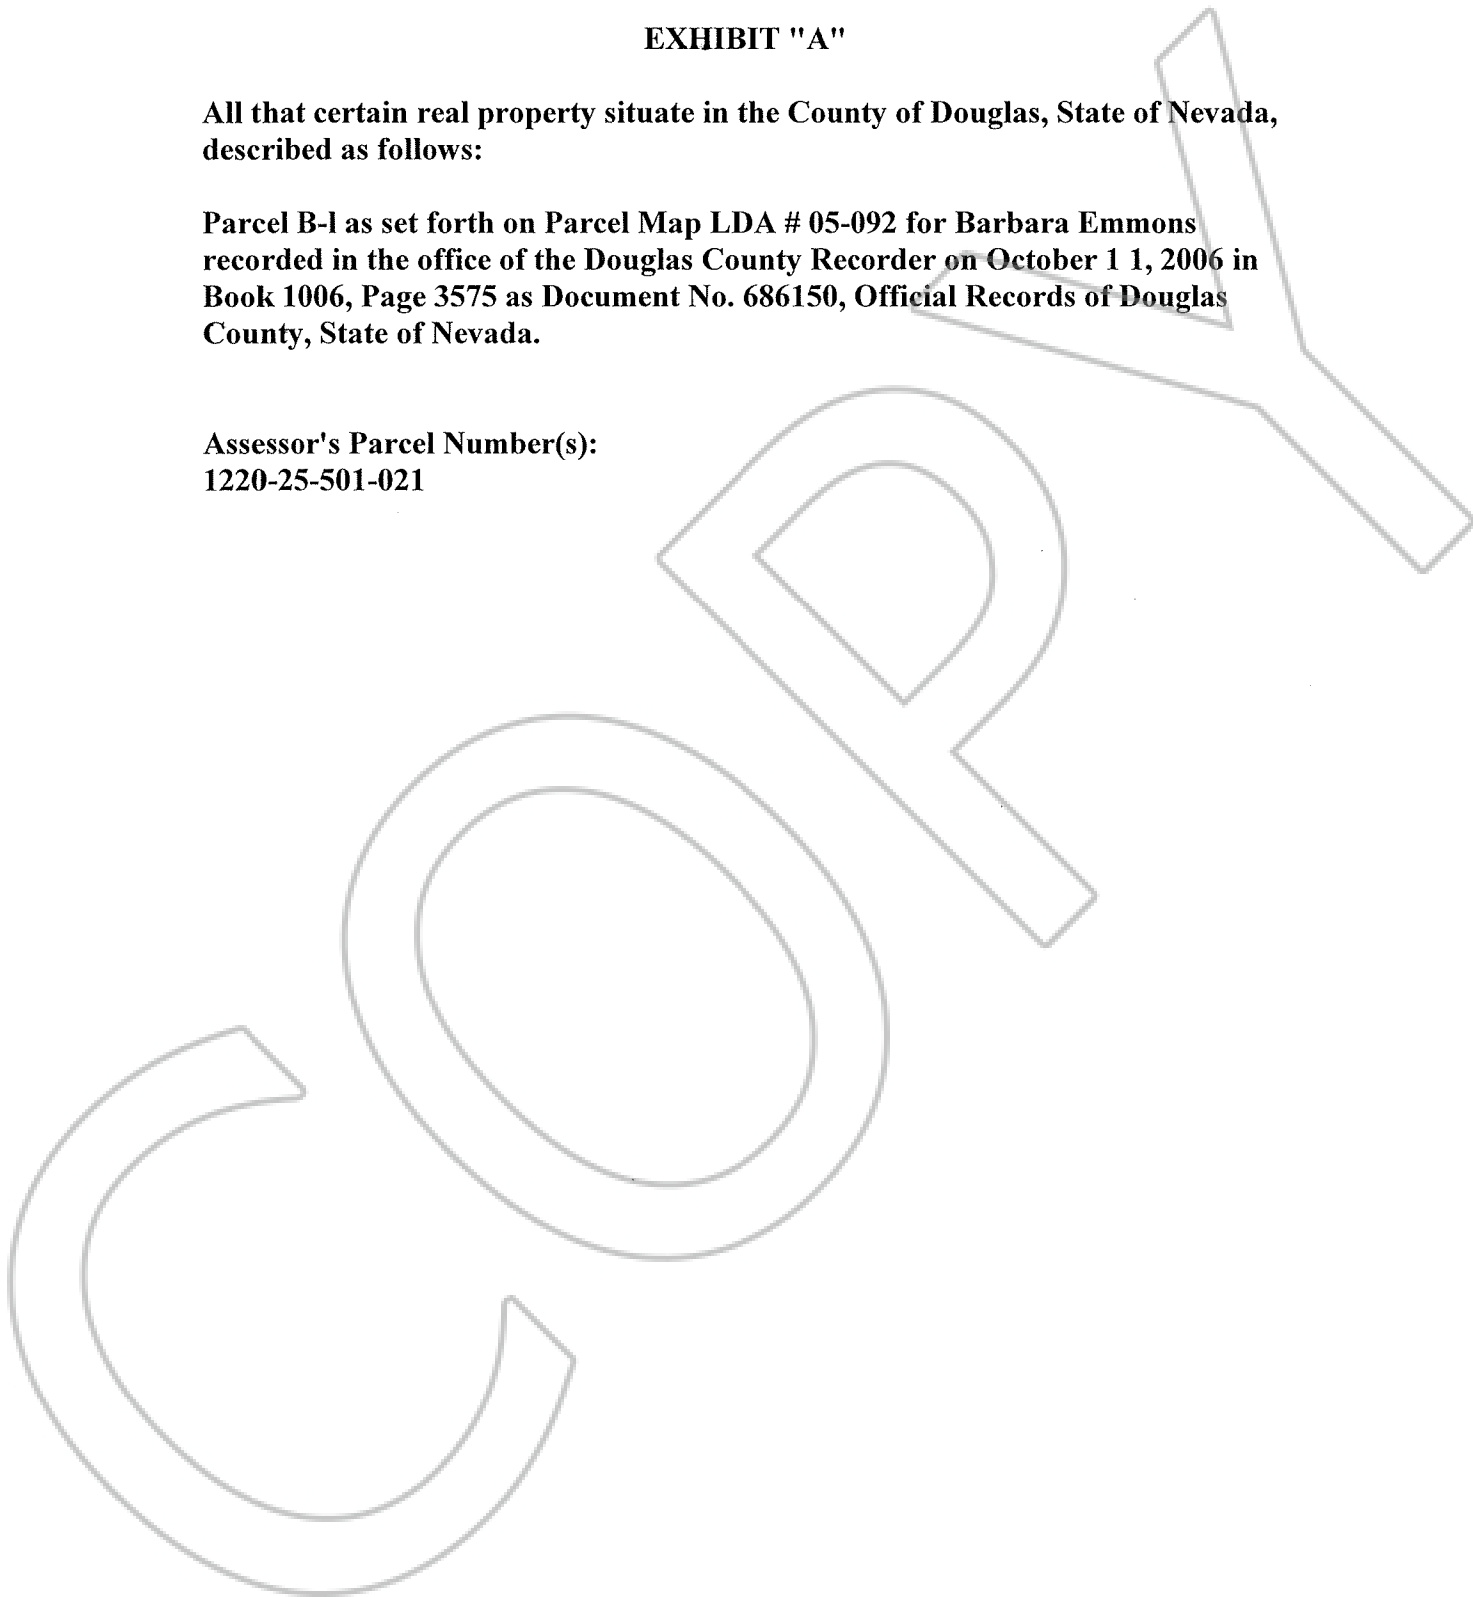 EXHIBIT "A"
All that certain real property situate in the County of Douglas, State of Nevada,
described as follows:
Parcel B-l as set forth on Parcel Map LDA # 05-092 for Barbara Emmons
recorded in the office of the Douglas County Recorder on October 1 1, 2006 in
Book 1006, Page 3575 as Document No. 686150, Official Records of Douglas
County, State of Nevada.
Assessor's Parcel Number(s):
1220-25-501-021
COPY